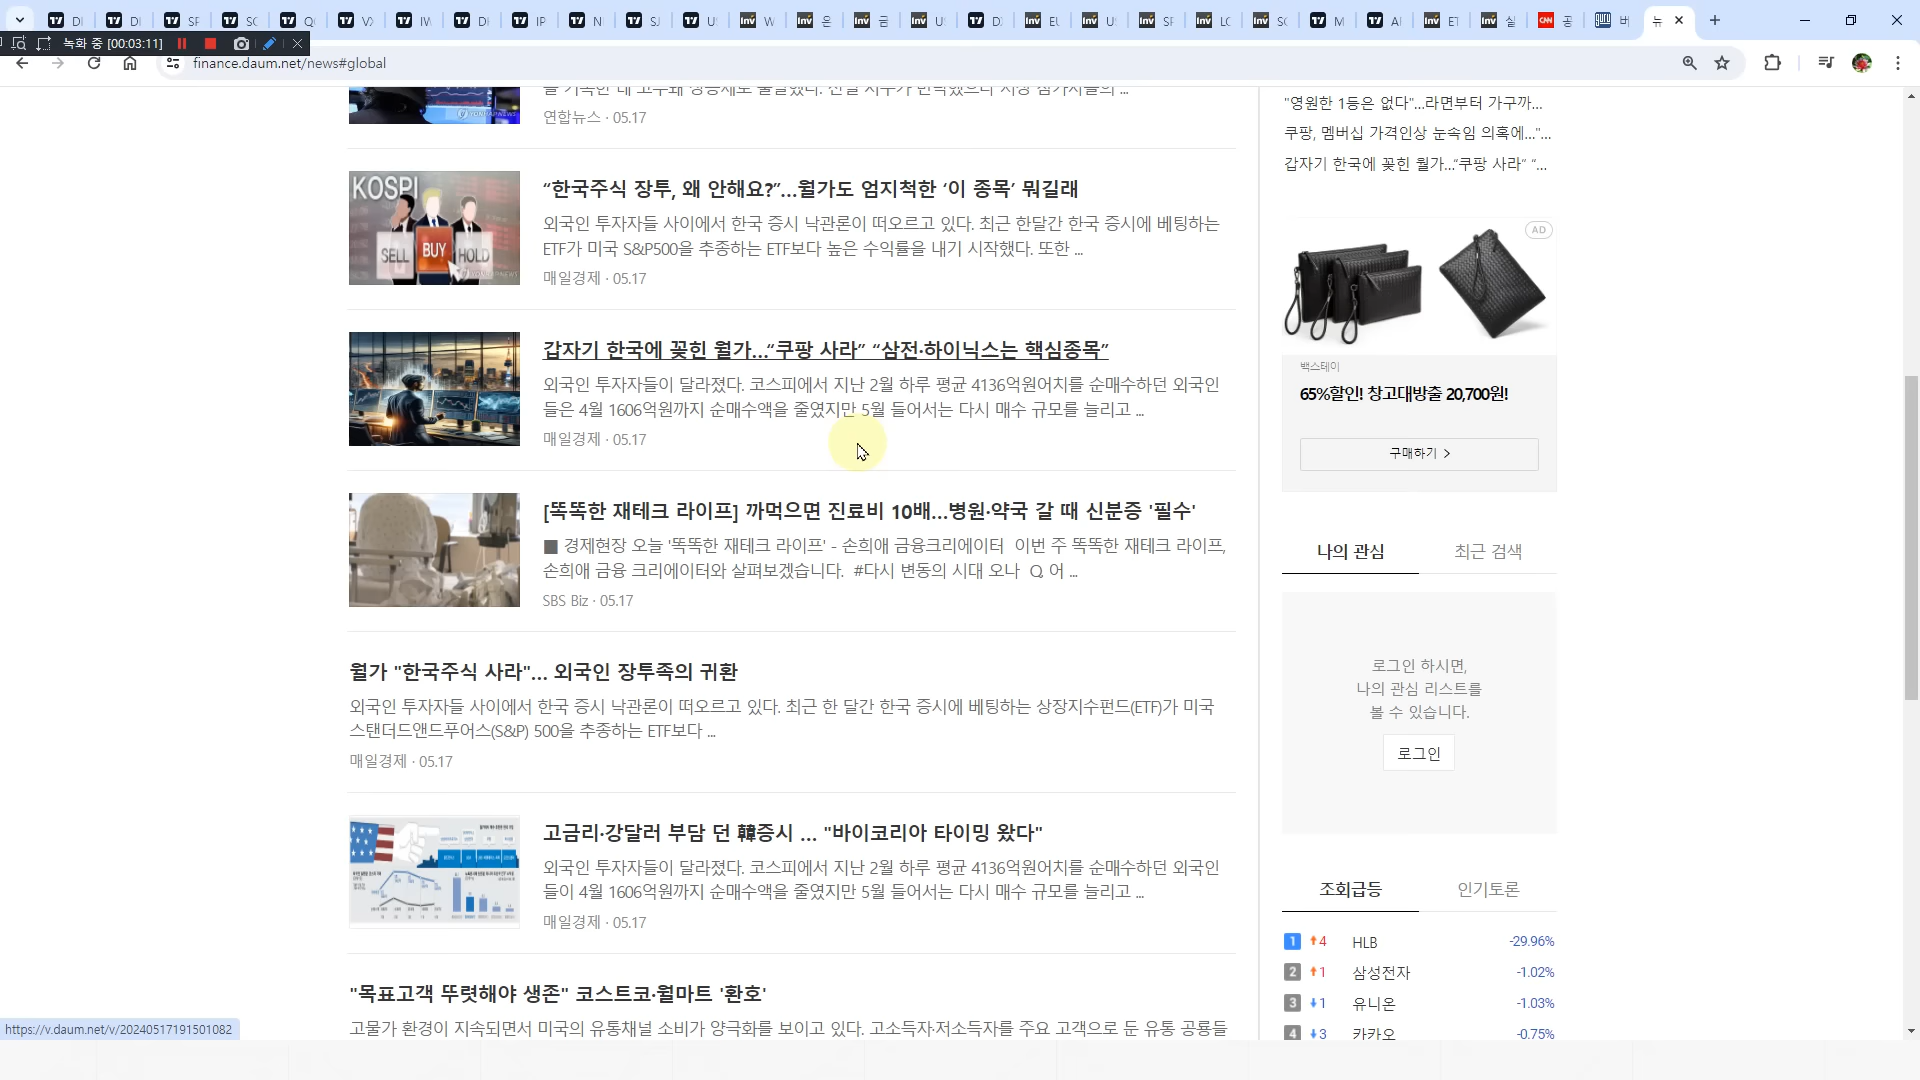 DI
DI
SF
SC
QC
VX
IW
DI
IP
N
SJ
US
W
은
금
US
DX
EU
US
SF
LC
SC
M
AI
ET
실
CNN 공
버
뉴
녹화 중 [00:03:11]
finance.daum.net/news#global
연합뉴스 · 05.17
KOSPI
SELL BUY HOLD
“한국주식 장투, 왜 안해요?”…월가도 엄지척한 ‘이 종목’ 뭐길래
외국인 투자자들 사이에서 한국 증시 낙관론이 떠오르고 있다. 최근 한달간 한국 증시에 베팅하는
ETF가 미국 S&P500을 추종하는 ETF보다 높은 수익률을 내기 시작했다. 또한 ...
매일경제 · 05.17
갑자기 한국에 꽂힌 월가…“쿠팡 사라” “삼전·하이닉스는 핵심종목”
외국인 투자자들이 달라졌다. 코스피에서 지난 2월 하루 평균 4136억원어치를 순매수하던 외국인
들은 4월 1606억원까지 순매수액을 줄였지만 5월 들어서는 다시 매수 규모를 늘리고 ...
매일경제 · 05.17
[똑똑한 재테크 라이프] 까먹으면 진료비 10배…병원·약국 갈 때 신분증 '필수'
■ 경제현장 오늘 '똑똑한 재테크 라이프' - 손희애 금융크리에이터 이번 주 똑똑한 재테크 라이프,
손희애 금융 크리에이터와 살펴보겠습니다. #다시 변동의 시대 오나 Q. 어 ...
SBS Biz · 05.17
월가 "한국주식 사라"… 외국인 장투족의 귀환
외국인 투자자들 사이에서 한국 증시 낙관론이 떠오르고 있다. 최근 한 달간 한국 증시에 베팅하는 상장지수펀드(ETF)가 미국
스탠더드앤드푸어스(S&P) 500을 추종하는 ETF보다 ...
매일경제 · 05.17
고금리·강달러 부담 던 韓증시 … "바이코리아 타이밍 왔다"
외국인 투자자들이 달라졌다. 코스피에서 지난 2월 하루 평균 4136억원어치를 순매수하던 외국인
들이 4월 1606억원까지 순매수액을 줄였지만 5월 들어서는 다시 매수 규모를 늘리고 ...
매일경제 · 05.17
"목표고객 뚜렷해야 생존" 코스트코·월마트 '환호'
고물가 환경이 지속되면서 미국의 유통채널 소비가 양극화를 보이고 있다. 고소득자·저소득자를 주요 고객으로 둔 유통 공룡들
"영원한 1등은 없다"…라면부터 가구까...
쿠팡, 멤버십 가격인상 눈속임 의혹에…"...
갑자기 한국에 꽂힌 월가…“쿠팡 사라” “...
AD
백스테이
65%할인! 창고대방출 20,700원!
구매하기 >
나의 관심 최근 검색
로그인 하시면,
나의 관심 리스트를
볼 수 있습니다.
로그인
조회급등 인기토론
1 4 HLB -29.96%
2 1 삼성전자 -1.02%
3 1 유니온 -1.03%
4 3 카카오 -0.75%
https://v.daum.net/v/20240517191501082